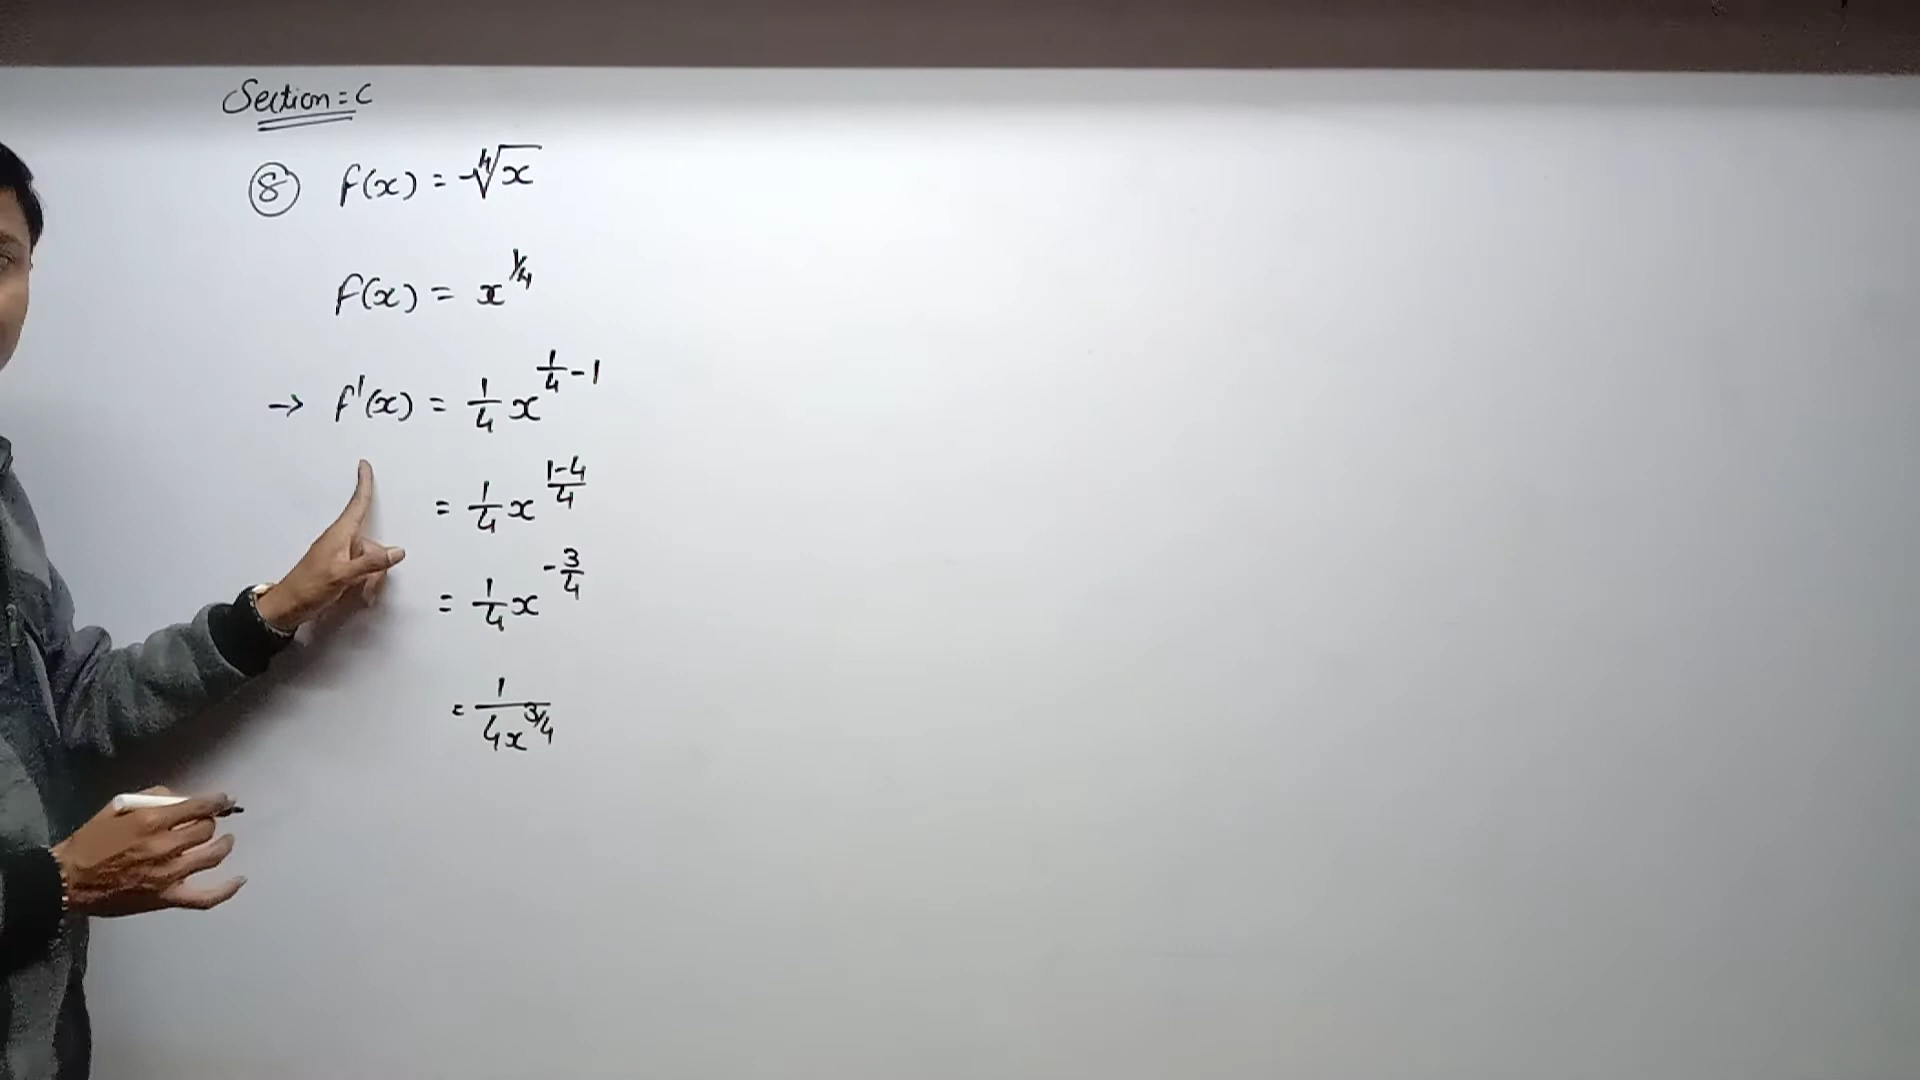 Section = C
⑧ f(x) = ∜x
f(x) = x^1/4
→ f'(x) = 1/4 x^(1/4 - 1)
= 1/4 x^((1-4)/4)
= 1/4 x^(-3/4)
= 1/(4x^3/4)